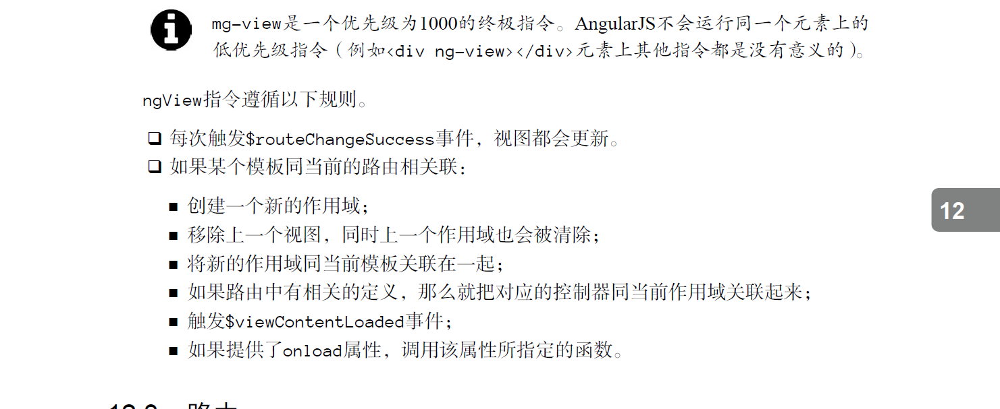 mg-view是一个优先级为1000的终极指令。AngularJS不会运行同一个元素上的
低优先级指令（例如<div ng-view></div>元素上其他指令都是没有意义的）。
ngView指令遵循以下规则。
❑ 每次触发$routeChangeSuccess事件，视图都会更新。
❑ 如果某个模板同当前的路由相关联：
■ 创建一个新的作用域；
■ 移除上一个视图，同时上一个作用域也会被清除；
■ 将新的作用域同当前模板关联在一起；
■ 如果路由中有相关的定义，那么就把对应的控制器同当前作用域关联起来；
■ 触发$viewContentLoaded事件；
■ 如果提供了onload属性，调用该属性所指定的函数。
12